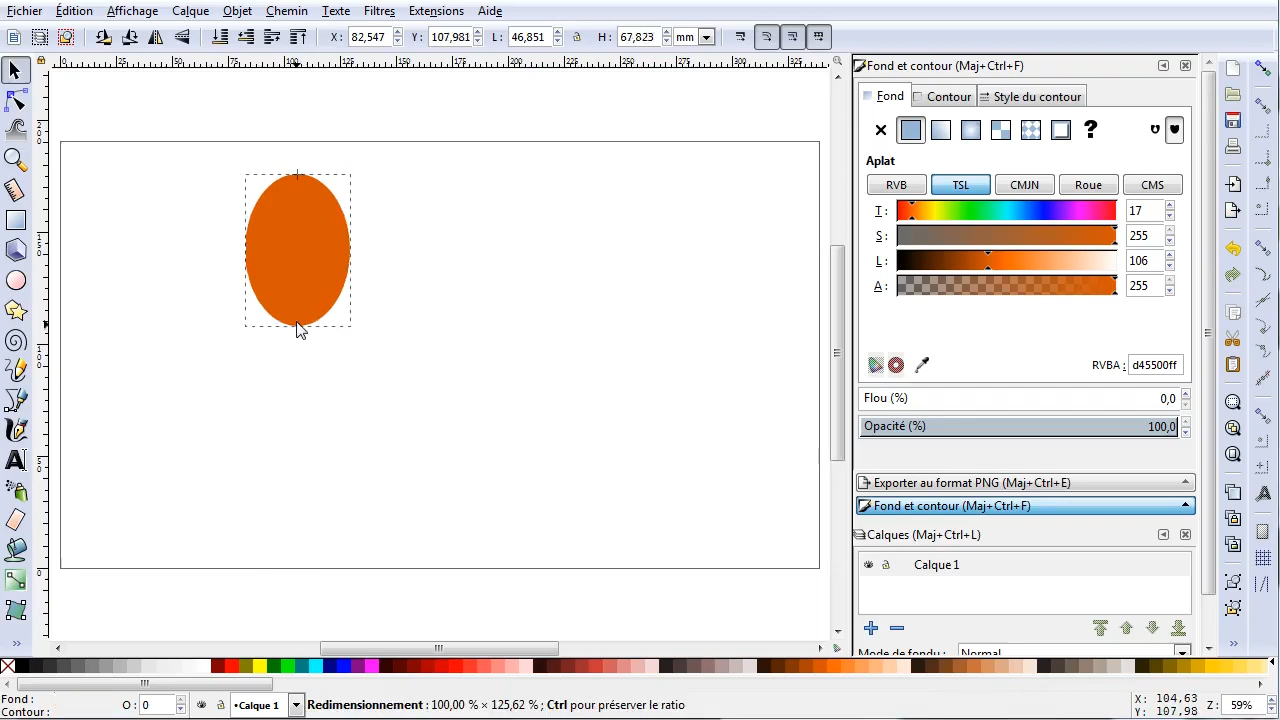 Fichier Édition Affichage Calque Objet Chemin Texte Filtres Extensions Aide
X: 82,547 Y: 107,981 L: 46,851 H: 67,823 mm
Fond et contour (Maj+Ctrl+F)
Fond Contour Style du contour
Aplat
RVB TSL CMJN Roue CMS
T: 17
S: 255
L: 106
A: 255
RVBA : d45500ff
Flou (%) 0,0
Opacité (%) 100,0
Exporter au format PNG (Maj+Ctrl+E)
Fond et contour (Maj+Ctrl+F)
Calques (Maj+Ctrl+L)
Calque 1
Mode de fondu : Normal
Fond :
Contour :
O: 0
•Calque 1
Redimensionnement : 100,00 % × 125,62 % ; Ctrl pour préserver le ratio
X: 104,63
Y: 107,98
Z: 59%